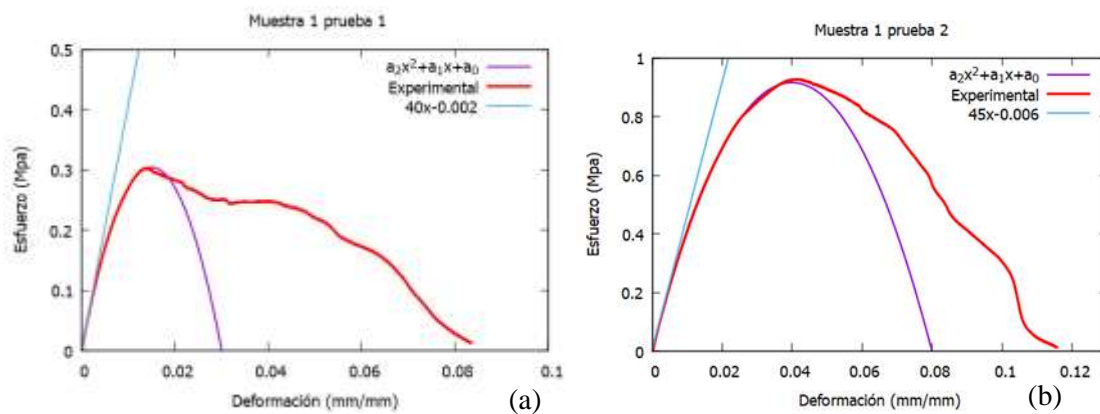 Muestra 1 prueba 1
0.5
0.4
0.3
0.2
0.1
0
Esfuerzo (Mpa)
a₂x²+a₁x+a₀
Experimental
40x-0.002
0
0.02
0.04
0.06
0.08
0.1
Deformación (mm/mm)
(a)
Muestra 1 prueba 2
1
0.8
0.6
0.4
0.2
0
Esfuerzo (Mpa)
a₂x²+a₁x+a₀
Experimental
45x-0.006
0
0.02
0.04
0.06
0.08
0.1
0.12
Deformación (mm/mm)
(b)